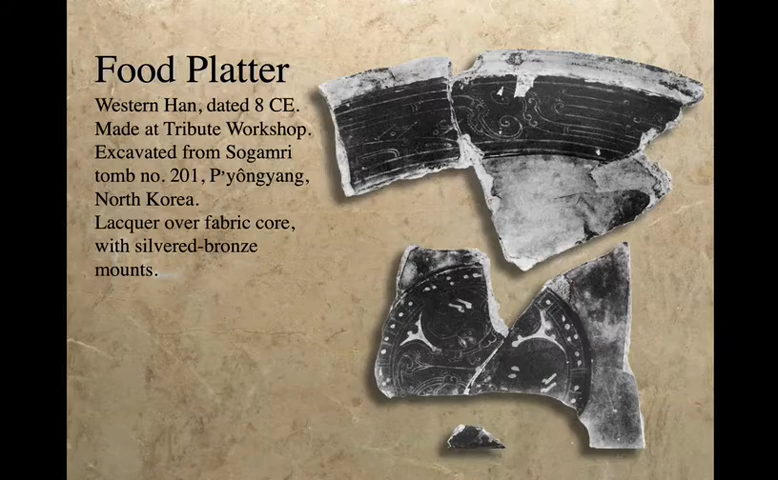 Food Platter
Western Han, dated 8 CE.
Made at Tribute Workshop.
Excavated from Sogamri
tomb no. 201, P'yôngyang,
North Korea.
Lacquer over fabric core,
with silvered-bronze
mounts.